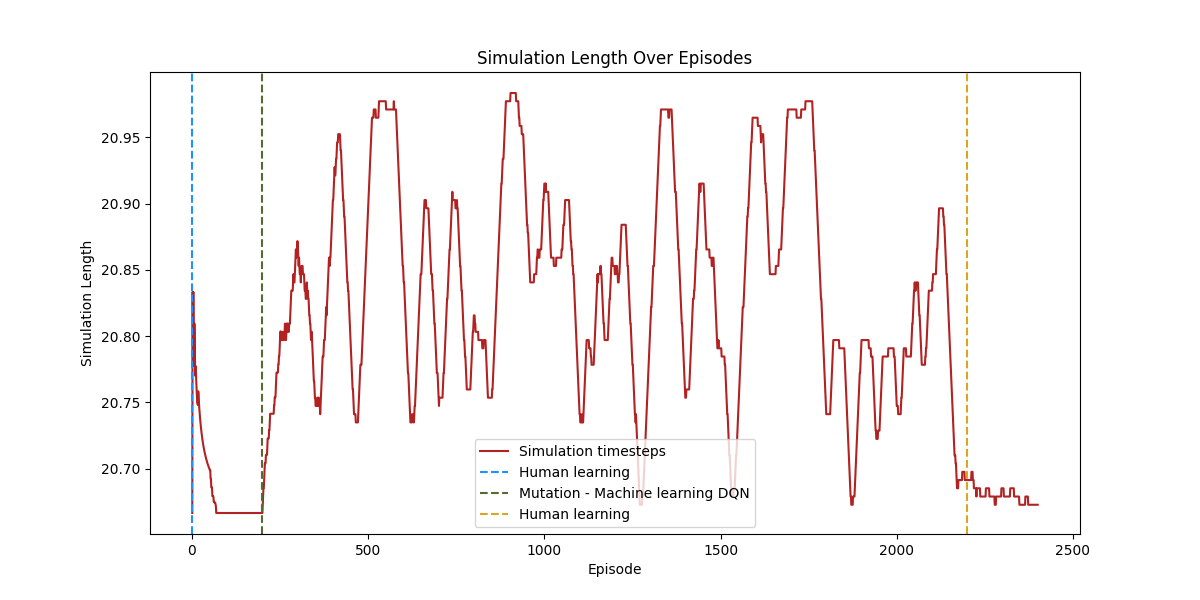 Simulation Length Over Episodes
Simulation Length
20.95
20.90
20.85
20.80
20.75
20.70
Simulation timesteps
Human learning
Mutation - Machine learning DQN
Human learning
0
500
1000
1500
2000
2500
Episode